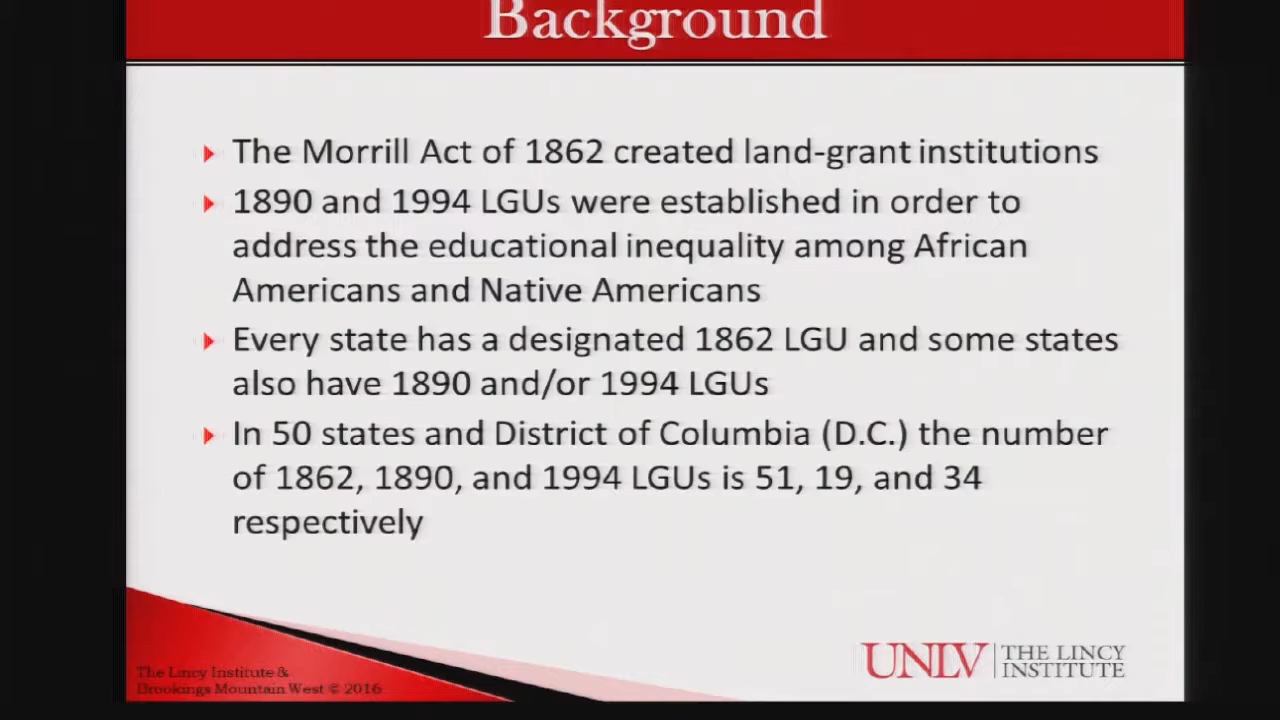 Background
The Morrill Act of 1862 created land-grant institutions
1890 and 1994 LGUs were established in order to
address the educational inequality among African
Americans and Native Americans
Every state has a designated 1862 LGU and some states
also have 1890 and/or 1994 LGUs
In 50 states and District of Columbia (D.C.) the number
of 1862, 1890, and 1994 LGUs is 51, 19, and 34
respectively
The Lincy Institute &
Brookings Mountain West © 2016
UNLV THE LINCY
INSTITUTE